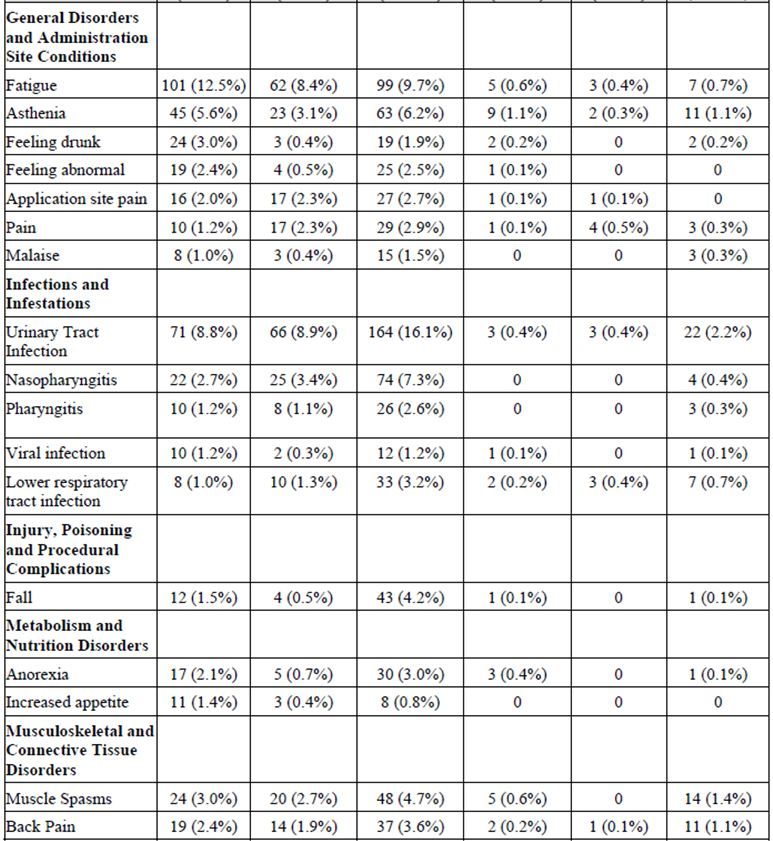 General Disorders
and Administration
Site Conditions
Fatigue 101 (12.5%) 62 (8.4%) 99 (9.7%) 5 (0.6%) 3 (0.4%) 7 (0.7%)
Asthenia 45 (5.6%) 23 (3.1%) 63 (6.2%) 9 (1.1%) 2 (0.3%) 11 (1.1%)
Feeling drunk 24 (3.0%) 3 (0.4%) 19 (1.9%) 2 (0.2%) 0 2 (0.2%)
Feeling abnormal 19 (2.4%) 4 (0.5%) 25 (2.5%) 1 (0.1%) 0 0
Application site pain 16 (2.0%) 17 (2.3%) 27 (2.7%) 1 (0.1%) 1 (0.1%) 0
Pain 10 (1.2%) 17 (2.3%) 29 (2.9%) 1 (0.1%) 4 (0.5%) 3 (0.3%)
Malaise 8 (1.0%) 3 (0.4%) 15 (1.5%) 0 0 3 (0.3%)
Infections and
Infestations
Urinary Tract 71 (8.8%) 66 (8.9%) 164 (16.1%) 3 (0.4%) 3 (0.4%) 22 (2.2%)
Infection
Nasopharyngitis 22 (2.7%) 25 (3.4%) 74 (7.3%) 0 0 4 (0.4%)
Pharyngitis 10 (1.2%) 8 (1.1%) 26 (2.6%) 0 0 3 (0.3%)
Viral infection 10 (1.2%) 2 (0.3%) 12 (1.2%) 1 (0.1%) 0 1 (0.1%)
Lower respiratory 8 (1.0%) 10 (1.3%) 33 (3.2%) 2 (0.2%) 3 (0.4%) 7 (0.7%)
tract infection
Injury, Poisoning
and Procedural
Complications
Fall 12 (1.5%) 4 (0.5%) 43 (4.2%) 1 (0.1%) 0 1 (0.1%)
Metabolism and
Nutrition Disorders
Anorexia 17 (2.1%) 5 (0.7%) 30 (3.0%) 3 (0.4%) 0 1 (0.1%)
Increased appetite 11 (1.4%) 3 (0.4%) 8 (0.8%) 0 0 0
Musculoskeletal and
Connective Tissue
Disorders
Muscle Spasms 24 (3.0%) 20 (2.7%) 48 (4.7%) 5 (0.6%) 0 14 (1.4%)
Back Pain 19 (2.4%) 14 (1.9%) 37 (3.6%) 2 (0.2%) 1 (0.1%) 11 (1.1%)